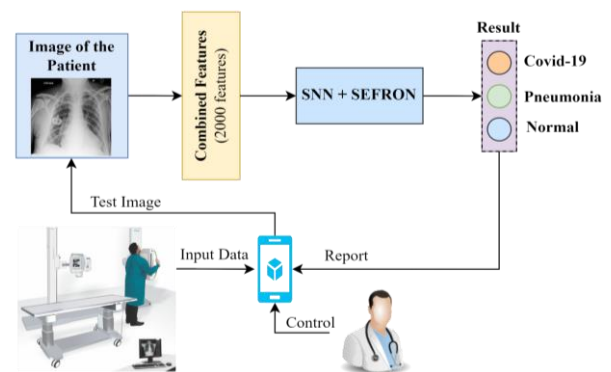 Image of the
Patient
Combined Features
(2000 features)
SNN + SEFRON
Result
Covid-19
Pneumonia
Normal
Test Image
Input Data
Report
Control